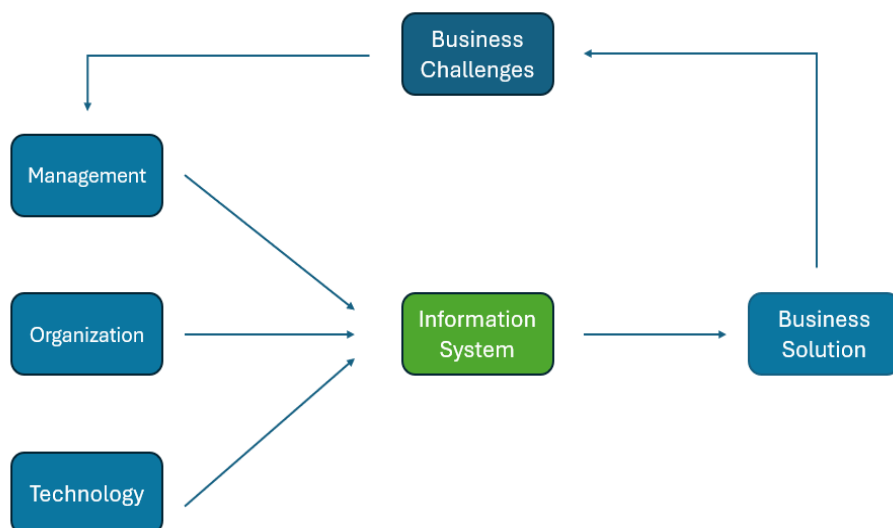 Business
Challenges
Management
Organization
Information
System
Business
Solution
Technology